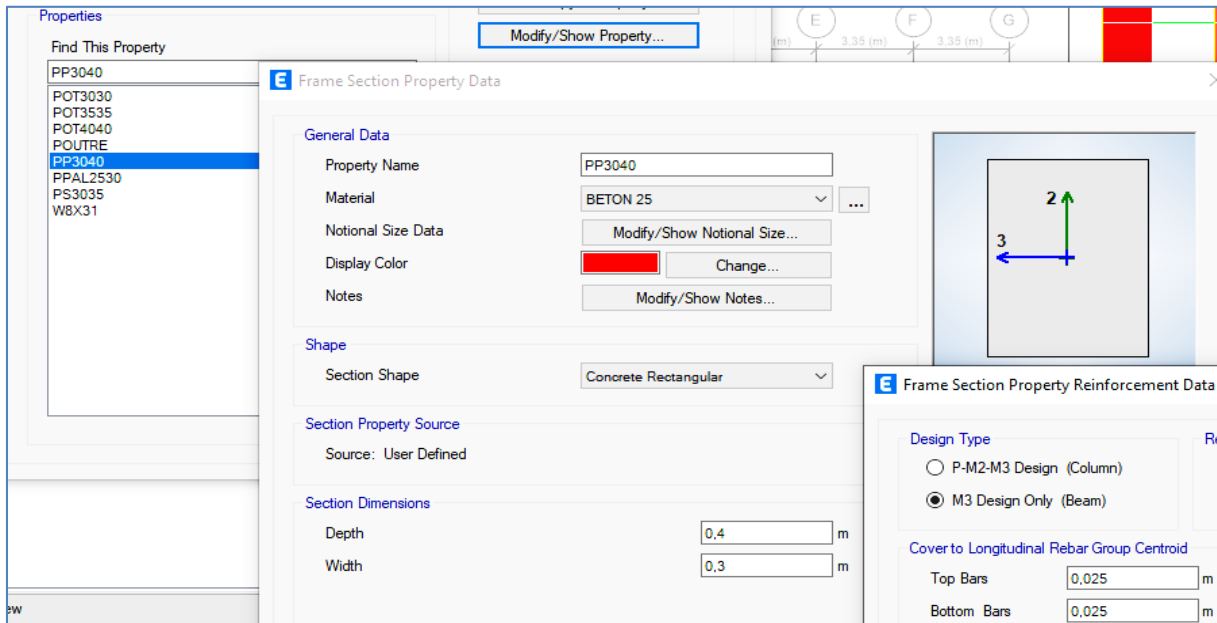 Properties
Find This Property
PP3040
POT3030
POT3535
POT4040
POUTRE
PP3040
PPAL2530
PS3035
W8X31
Modify/Show Property...
E
F
G
(m)
3,35 (m)
3,35 (m)
E Frame Section Property Data
General Data
Property Name
PP3040
Material
BETON 25
...
Notional Size Data
Modify/Show Notional Size...
Display Color
Change...
Notes
Modify/Show Notes...
2
3
Shape
Section Shape
Concrete Rectangular
Section Property Source
Source: User Defined
Section Dimensions
Depth
0,4
m
Width
0,3
m
E Frame Section Property Reinforcement Data
Design Type
P-M2-M3 Design (Column)
M3 Design Only (Beam)
Re
Cover to Longitudinal Rebar Group Centroid
Top Bars
0,025
m
Bottom Bars
0,025
m
ew